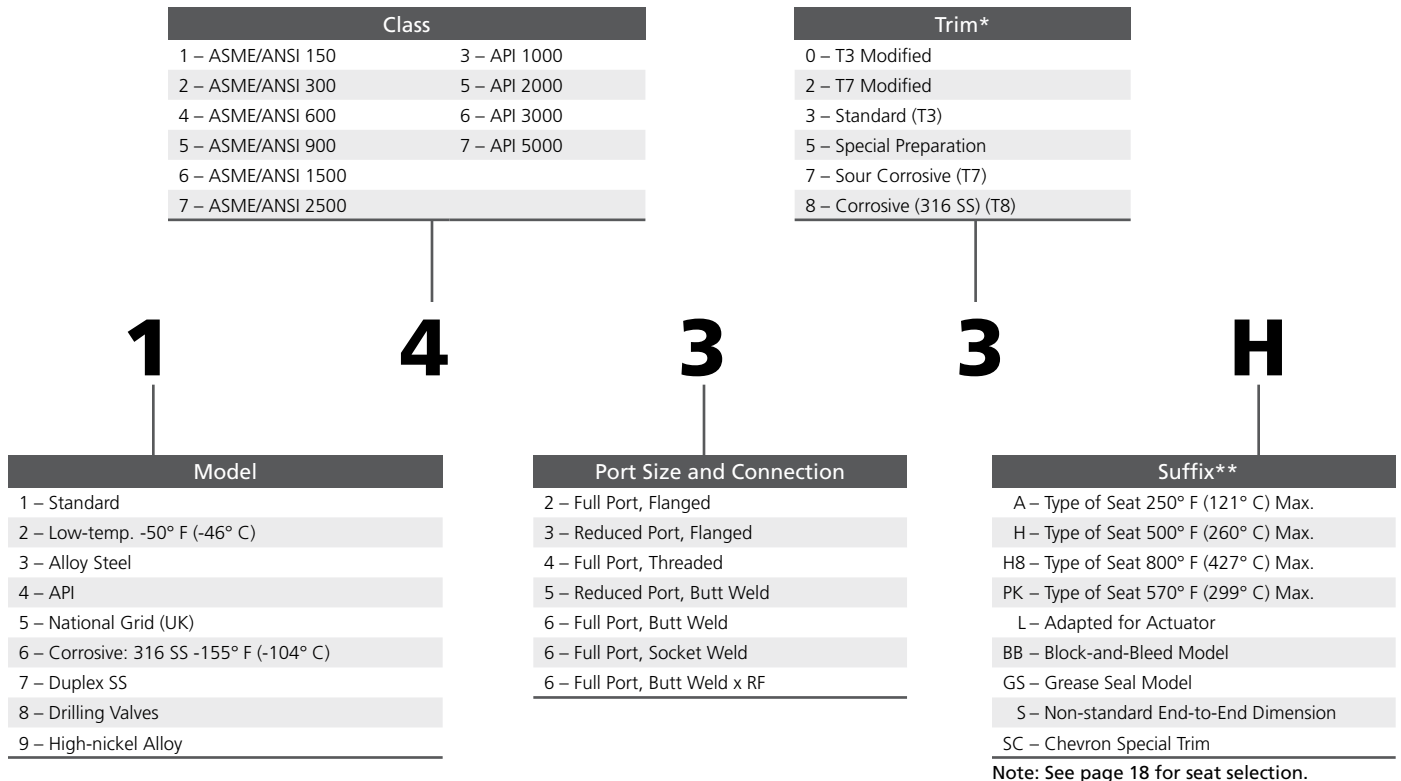 Class
1 – ASME/ANSI 150 3 – API 1000
2 – ASME/ANSI 300 5 – API 2000
4 – ASME/ANSI 600 6 – API 3000
5 – ASME/ANSI 900 7 – API 5000
6 – ASME/ANSI 1500
7 – ASME/ANSI 2500
Trim*
0 – T3 Modified
2 – T7 Modified
3 – Standard (T3)
5 – Special Preparation
7 – Sour Corrosive (T7)
8 – Corrosive (316 SS) (T8)
1 4 3 3 H
Model
1 – Standard
2 – Low-temp. -50° F (-46° C)
3 – Alloy Steel
4 – API
5 – National Grid (UK)
6 – Corrosive: 316 SS -155° F (-104° C)
7 – Duplex SS
8 – Drilling Valves
9 – High-nickel Alloy
Port Size and Connection
2 – Full Port, Flanged
3 – Reduced Port, Flanged
4 – Full Port, Threaded
5 – Reduced Port, Butt Weld
6 – Full Port, Butt Weld
6 – Full Port, Socket Weld
6 – Full Port, Butt Weld x RF
Suffix**
A – Type of Seat 250° F (121° C) Max.
H – Type of Seat 500° F (260° C) Max.
H8 – Type of Seat 800° F (427° C) Max.
PK – Type of Seat 570° F (299° C) Max.
L – Adapted for Actuator
BB – Block-and-Bleed Model
GS – Grease Seal Model
S – Non-standard End-to-End Dimension
SC – Chevron Special Trim
Note: See page 18 for seat selection.